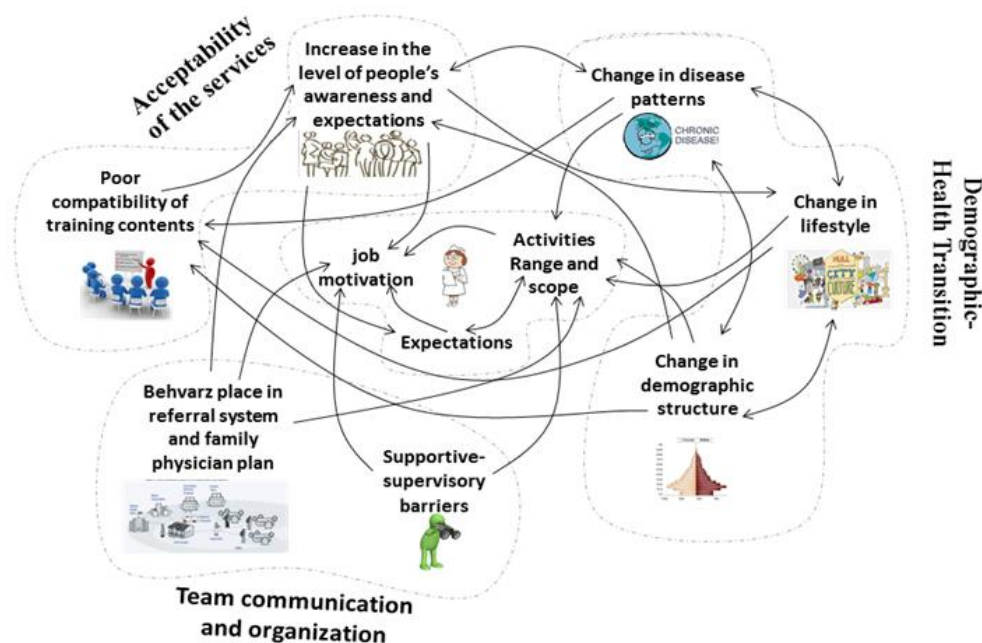 Acceptability
of the services
Increase in the
level of people's
awareness and
expectations
Change in disease
patterns
CHRONIC
DISEASE!
Poor
compatibility of
training contents
Change in
lifestyle
CITY
CULTURE
Demographic-
Health Transition
job
motivation
Activities
Range and
scope
Expectations
Change in
demographic
structure
Behvarz place in
referral system
and family
physician plan
Supportive-
supervisory
barriers
Team communication
and organization